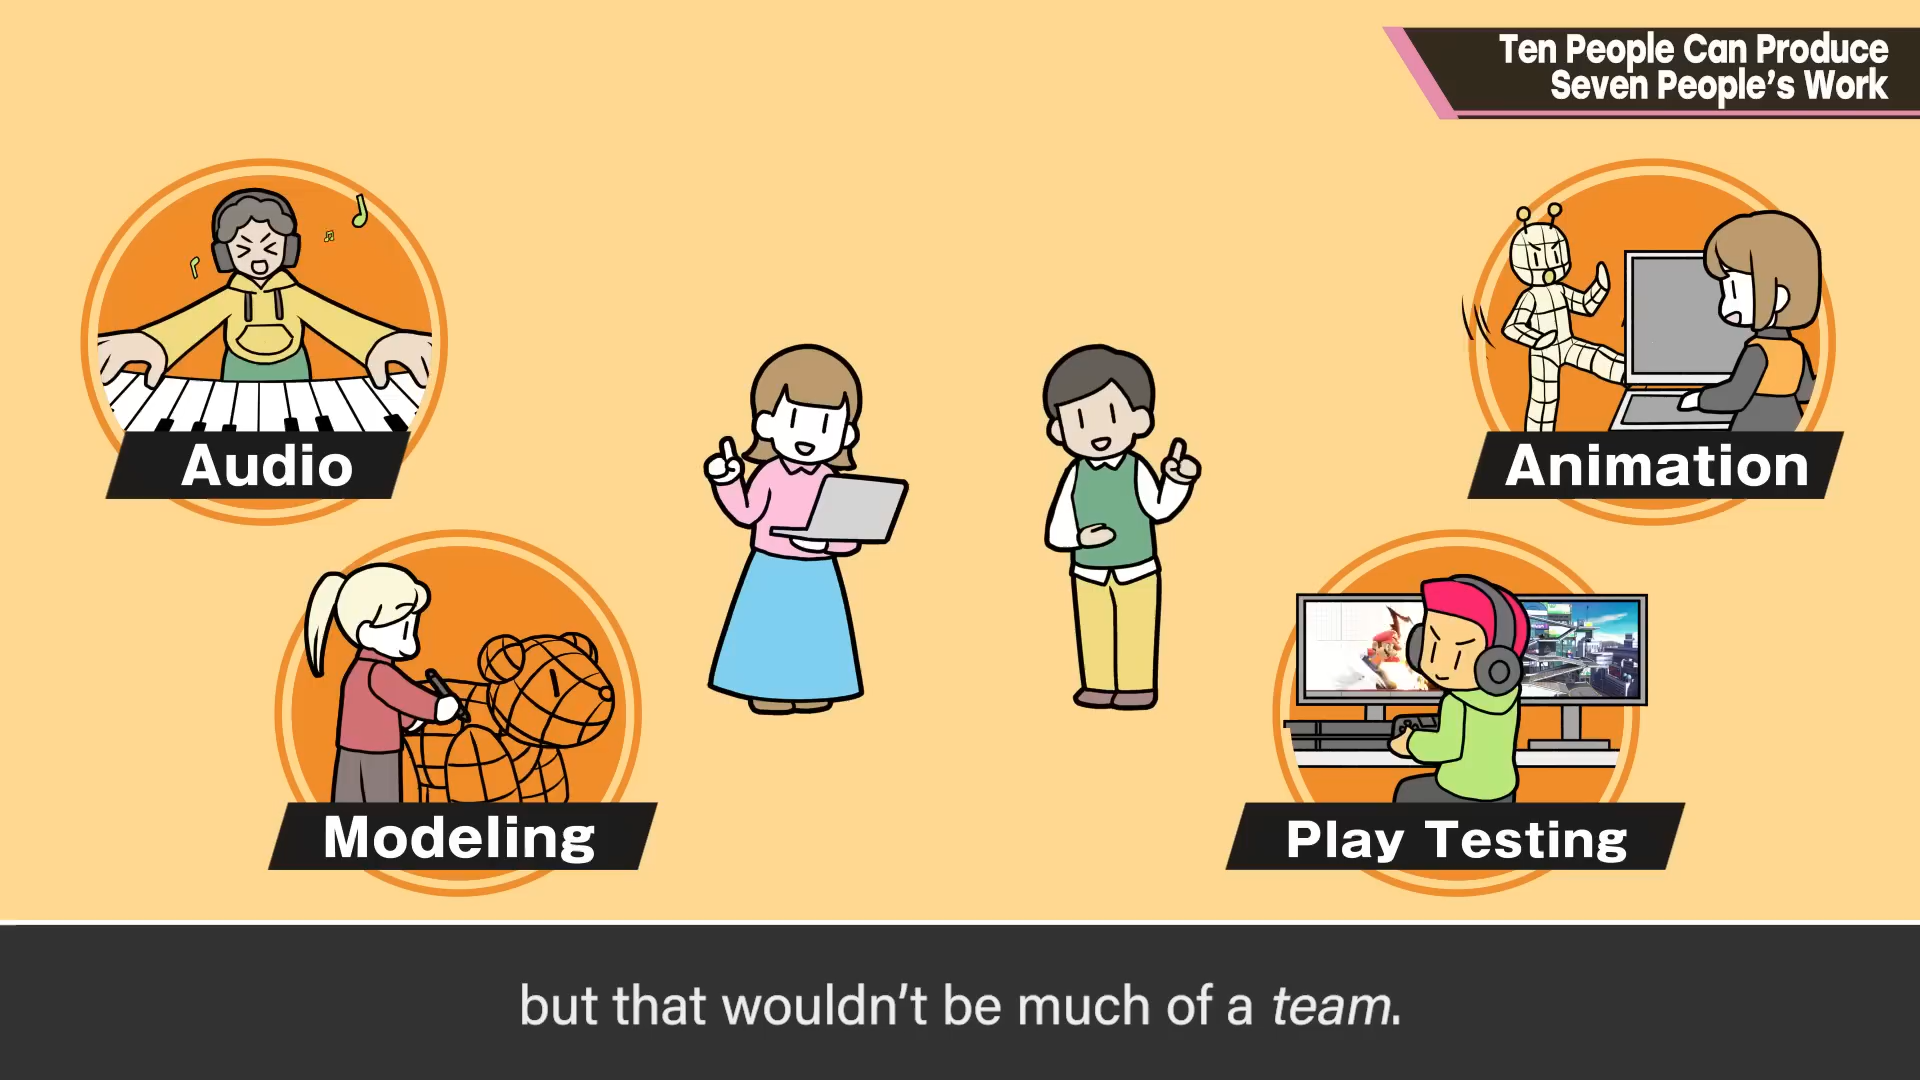 Ten People Can Produce
Seven People's Work
Audio
Animation
Modeling
Play Testing
but that wouldn't be much of a team.